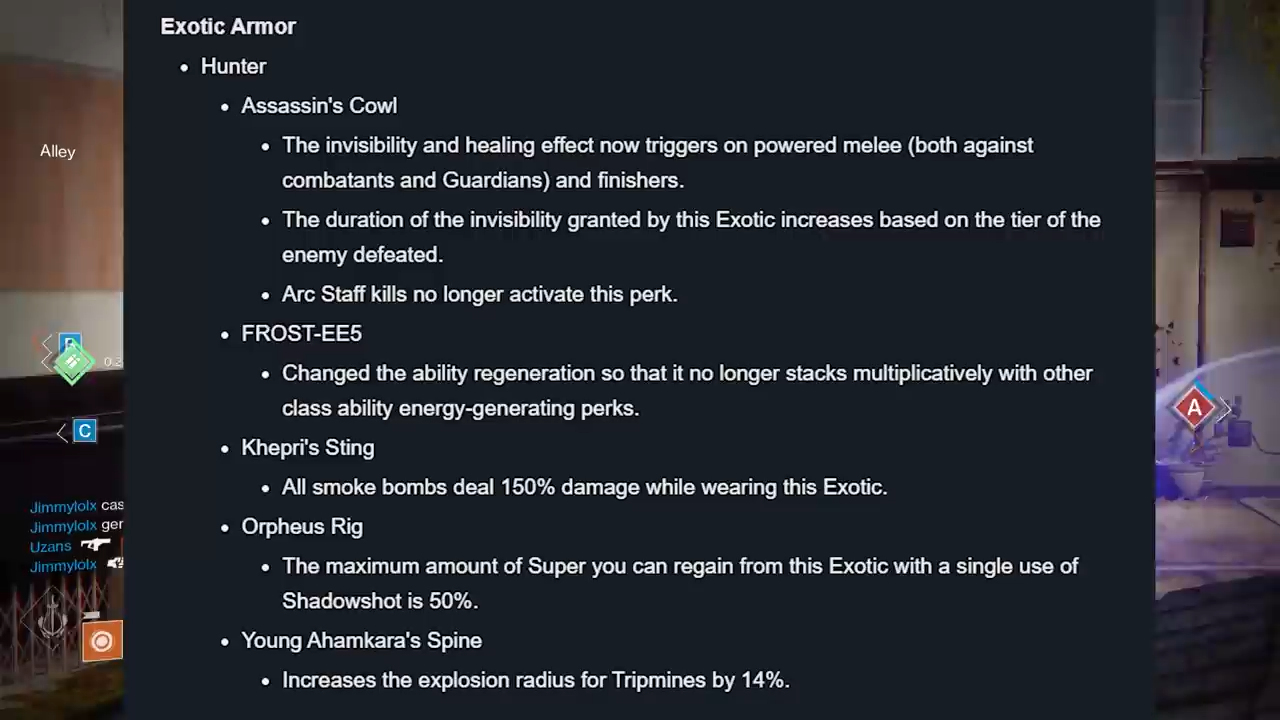 Exotic Armor
Hunter
Assassin's Cowl
The invisibility and healing effect now triggers on powered melee (both against
combatants and Guardians) and finishers.
The duration of the invisibility granted by this Exotic increases based on the tier of the
enemy defeated.
Arc Staff kills no longer activate this perk.
FROST-EE5
Changed the ability regeneration so that it no longer stacks multiplicatively with other
class ability energy-generating perks.
Khepri's Sting
All smoke bombs deal 150% damage while wearing this Exotic.
Orpheus Rig
The maximum amount of Super you can regain from this Exotic with a single use of
Shadowshot is 50%.
Young Ahamkara's Spine
Increases the explosion radius for Tripmines by 14%.
Alley
C
A
Jimmylolx
Jimmylolx
Uzans
Jimmylolx